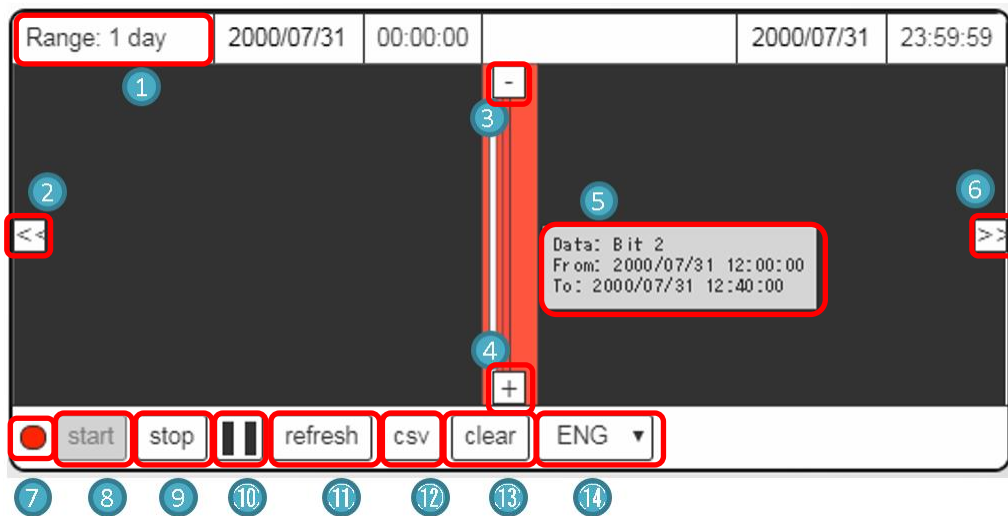 Range: 1 day 2000/07/31 00:00:00 2000/07/31 23:59:59
1
-
3
2
6
5
<<
>>
Data: Bit 2
From: 2000/07/31 12:00:00
To: 2000/07/31 12:40:00
4
+
start stop refresh csv clear ENG ▼
7 8 9 10 11 12 13 14